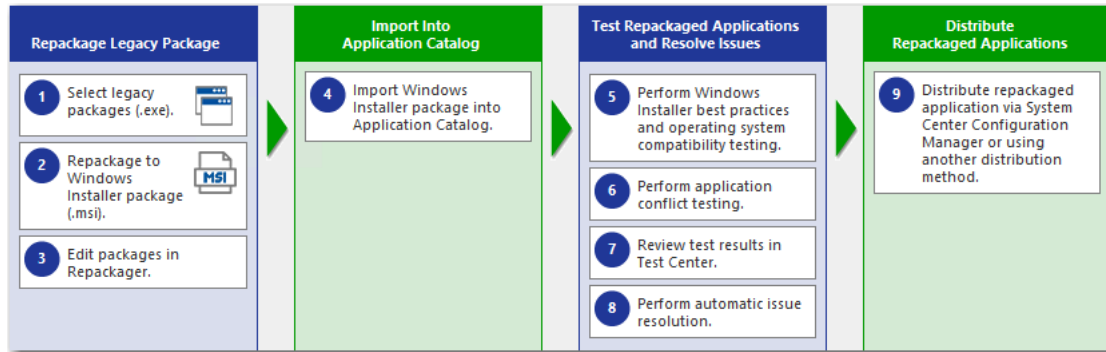 Repackage Legacy Package
1
Select legacy
packages (.exe).
2
Repackage to
Windows
Installer package
(.msi).
MSI
3
Edit packages in
Repackager.
Import Into
Application Catalog
4
Import Windows
Installer package into
Application Catalog.
Test Repackaged Applications
and Resolve Issues
5
Perform Windows
Installer best practices
and operating system
compatibility testing.
6
Perform application
conflict testing.
7
Review test results in
Test Center.
8
Perform automatic issue
resolution.
Distribute
Repackaged Applications
9
Distribute repackaged
application via System
Center Configuration
Manager or using
another distribution
method.